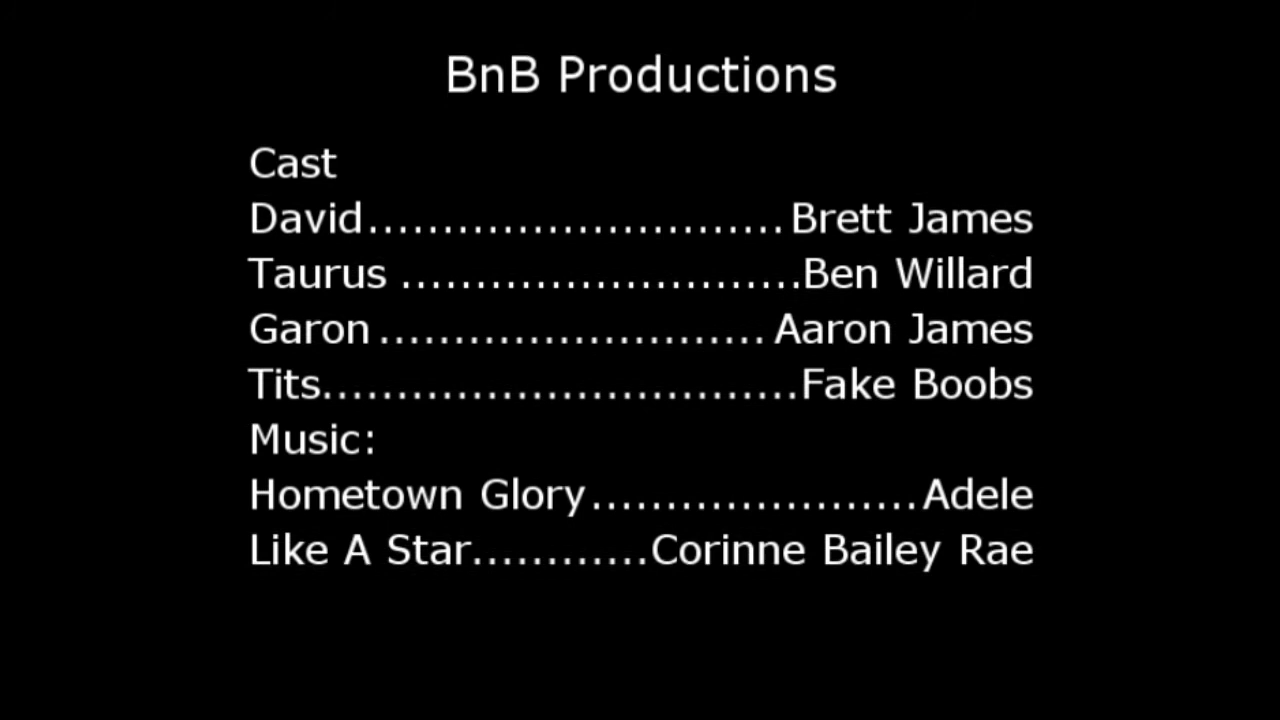 BnB Productions
Cast
David............................Brett James
Taurus ...........................Ben Willard
Garon.......................... Aaron James
Tits................................Fake Boobs
Music:
Hometown Glory......................Adele
Like A Star............Corinne Bailey Rae